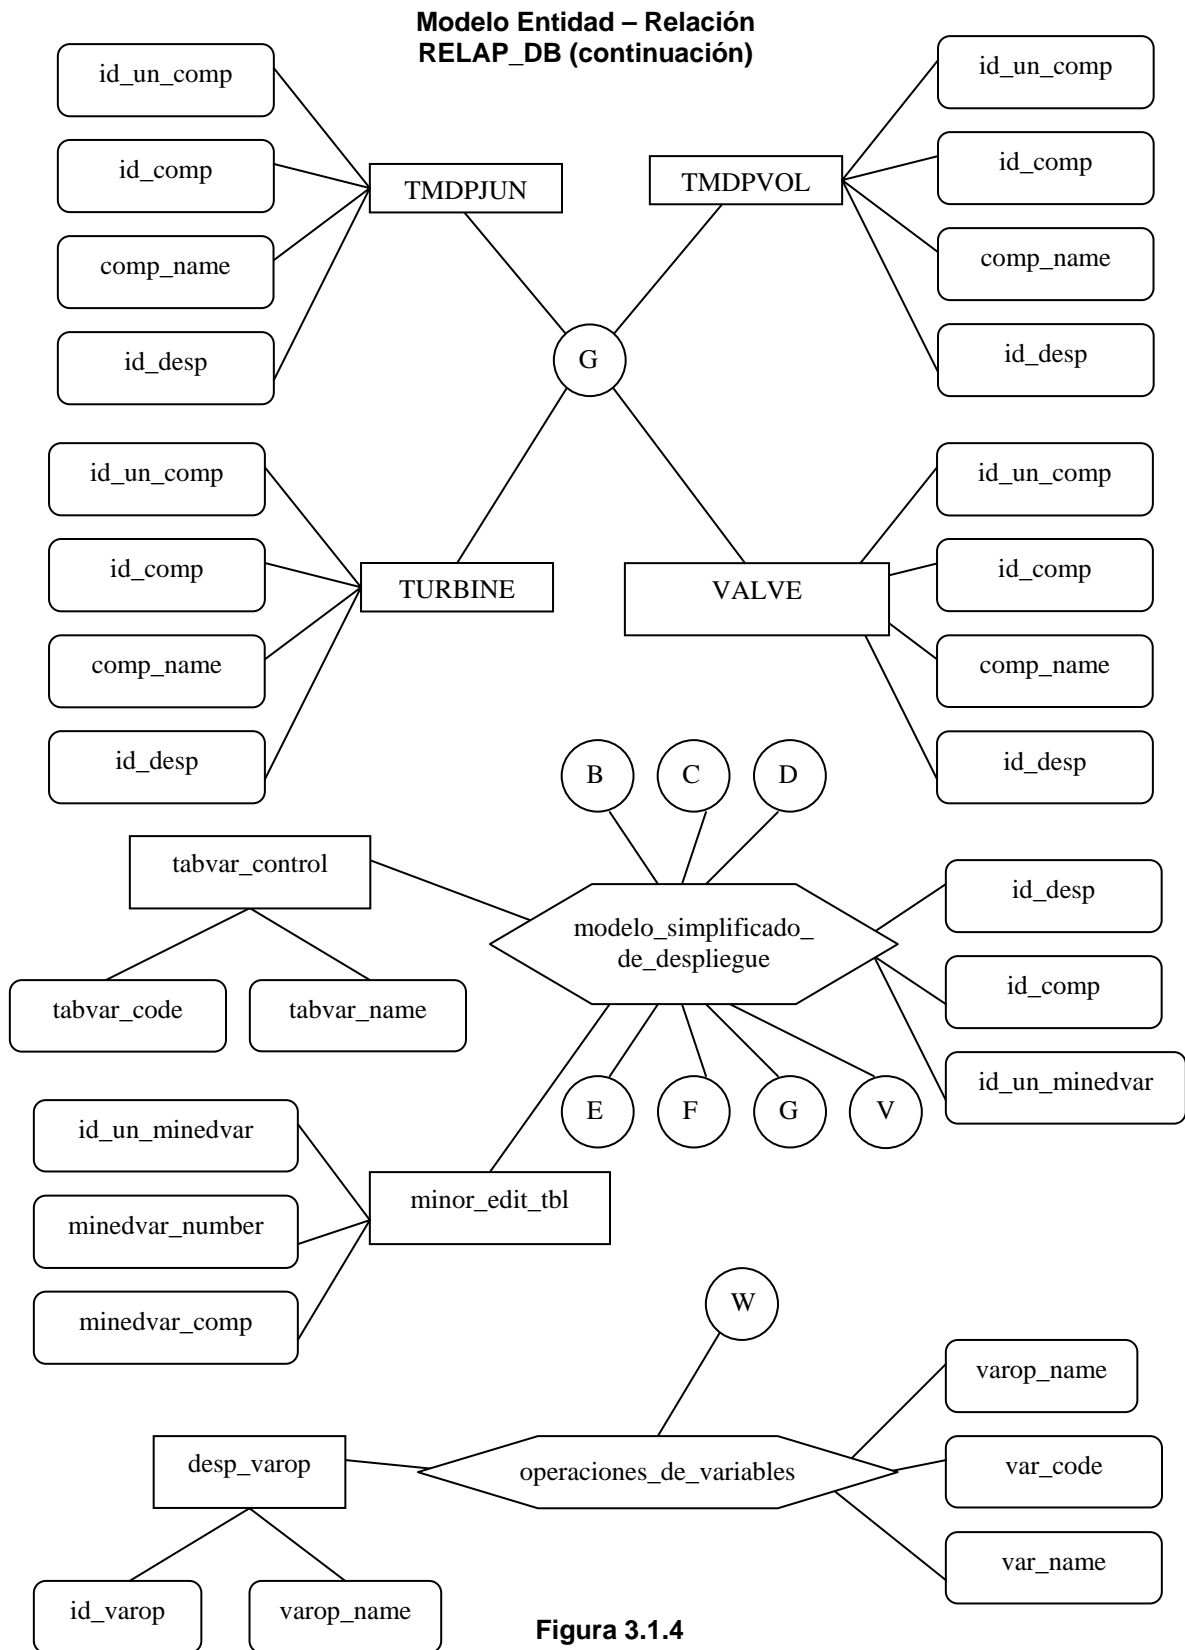 Modelo Entidad – Relación
RELAP_DB (continuación)
id_un_comp
id_comp
comp_name
id_desp
TMDPJUN
TMDPVOL
id_un_comp
id_comp
comp_name
id_desp
G
id_un_comp
id_comp
comp_name
id_desp
TURBINE
VALVE
id_un_comp
id_comp
comp_name
id_desp
B
C
D
tabvar_control
tabvar_code
tabvar_name
modelo_simplificado_
de_despliegue
id_desp
id_comp
id_un_minedvar
E
F
G
V
id_un_minedvar
minedvar_number
minedvar_comp
minor_edit_tbl
W
desp_varop
id_varop
varop_name
operaciones_de_variables
varop_name
var_code
var_name
Figura 3.1.4